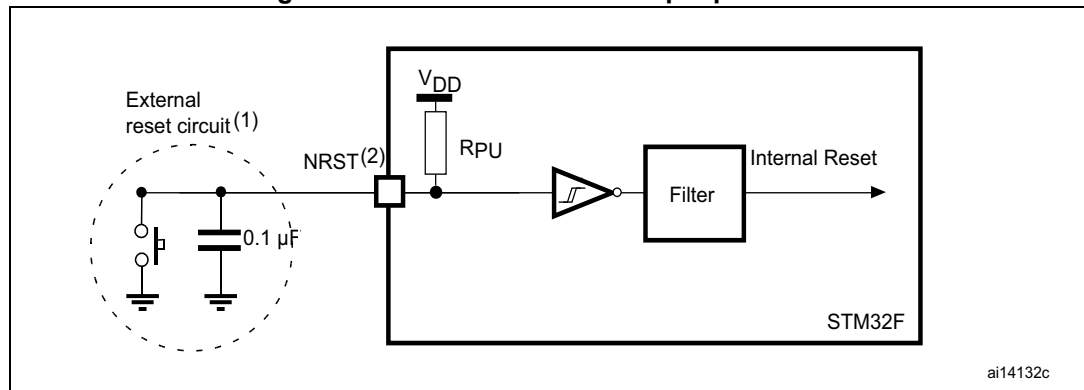 External
reset circuit(1)
NRST(2)
VDD
RPU
0.1 µF
Filter
Internal Reset
STM32F
ai14132c